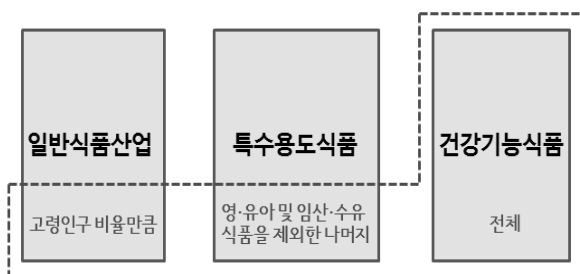 일반식품산업
고령인구 비율만큼
특수용도식품
영·유아 및 임산·수유
식품을 제외한 나머지
건강기능식품
전체